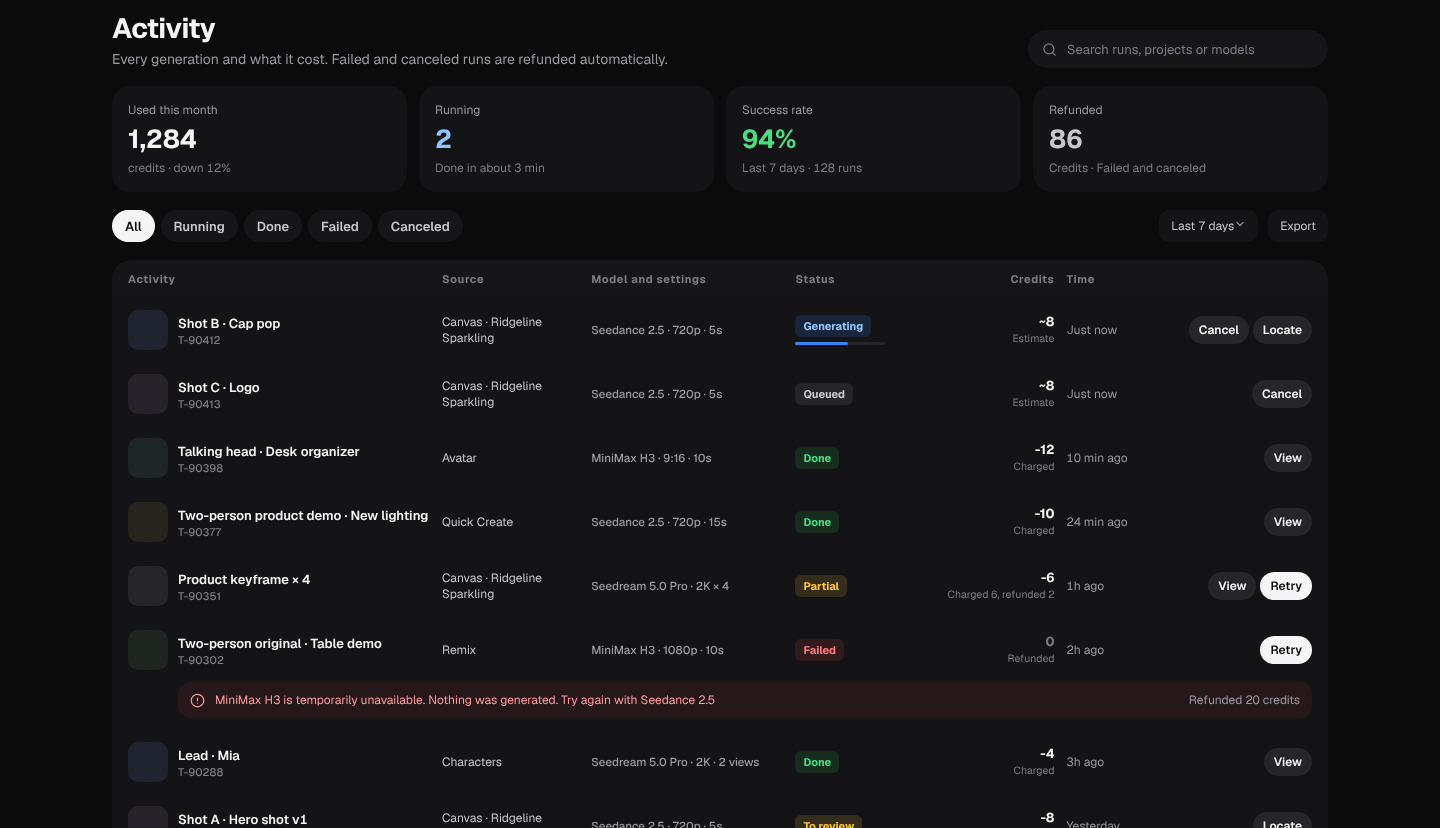 Activity
Every generation and what it cost. Failed and canceled runs are refunded automatically.
Search runs, projects or models
Used this month
1,284
credits · down 12%
Running
2
Done in about 3 min
Success rate
94%
Last 7 days · 128 runs
Refunded
86
Credits · Failed and canceled
All
Running
Done
Failed
Canceled
Last 7 days
Export
Activity
Source
Model and settings
Status
Credits
Time
Shot B · Cap pop
T-90412
Canvas · Ridgeline
Sparkling
Seedance 2.5 · 720p · 5s
Generating
~8
Estimate
Just now
Cancel
Locate
Shot C · Logo
T-90413
Canvas · Ridgeline
Sparkling
Seedance 2.5 · 720p · 5s
Queued
~8
Estimate
Just now
Cancel
Talking head · Desk organizer
T-90398
Avatar
MiniMax H3 · 9:16 · 10s
Done
-12
Charged
10 min ago
View
Two-person product demo · New lighting
T-90377
Quick Create
Seedance 2.5 · 720p · 15s
Done
-10
Charged
24 min ago
View
Product keyframe × 4
T-90351
Canvas · Ridgeline
Sparkling
Seedream 5.0 Pro · 2K × 4
Partial
-6
Charged 6, refunded 2
1h ago
View
Retry
Two-person original · Table demo
T-90302
Remix
MiniMax H3 · 1080p · 10s
Failed
0
Refunded
2h ago
Retry
MiniMax H3 is temporarily unavailable. Nothing was generated. Try again with Seedance 2.5
Refunded 20 credits
Lead · Mia
T-90288
Characters
Seedream 5.0 Pro · 2K · 2 views
Done
-4
Charged
3h ago
View
Shot A · Hero shot v1
Canvas · Ridgeline
Seedance 2.5 · 720p · 5s
To review
-8
Yesterday
Locate